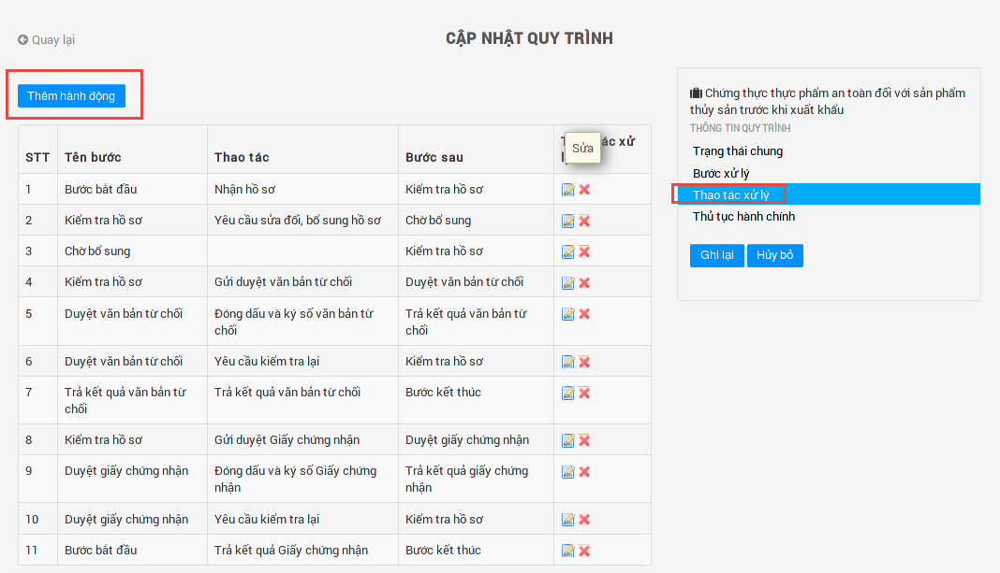 Quay lại
CẬP NHẬT QUY TRÌNH
Thêm hành động
STT Tên bước Thao tác Bước sau
ác xử
Sửa
1 Bước bắt đầu Nhận hồ sơ Kiểm tra hồ sơ
2 Kiểm tra hồ sơ Yêu cầu sửa đổi, bổ sung hồ sơ Chờ bổ sung
3 Chờ bổ sung Kiểm tra hồ sơ
4 Kiểm tra hồ sơ Gửi duyệt văn bản từ chối Duyệt văn bản từ chối
5 Duyệt văn bản từ chối Đóng dấu và ký số văn bản từ Trả kết quả văn bản từ
chối chối
6 Duyệt văn bản từ chối Yêu cầu kiểm tra lại Kiểm tra hồ sơ
7 Trả kết quả văn bản từ Trả kết quả văn bản từ chối Bước kết thúc
chối
8 Kiểm tra hồ sơ Gửi duyệt Giấy chứng nhận Duyệt giấy chứng nhận
9 Duyệt giấy chứng nhận Đóng dấu và ký số Giấy chứng Trả kết quả giấy chứng
nhận nhận
10 Duyệt giấy chứng nhận Yêu cầu kiểm tra lại Kiểm tra hồ sơ
11 Bước bắt đầu Trả kết quả Giấy chứng nhận Bước kết thúc
Chứng thực thực phẩm an toàn đối với sản phẩm
thủy sản trước khi xuất khẩu
THÔNG TIN QUY TRÌNH
Trạng thái chung
Bước xử lý
Thao tác xử lý
Thủ tục hành chính
Ghi lại Hủy bỏ